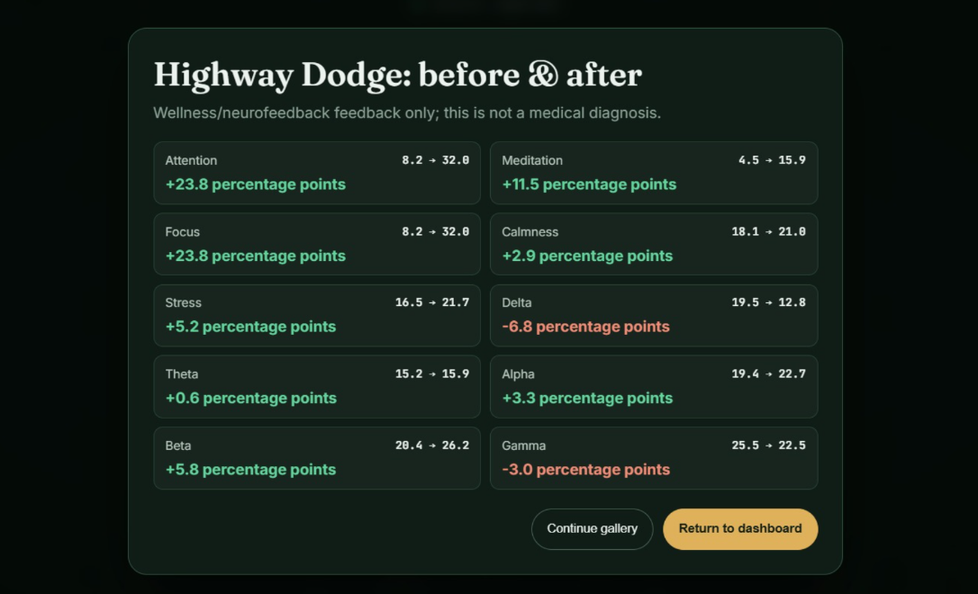 Highway Dodge: before & after
Wellness/neurofeedback feedback only; this is not a medical diagnosis.
Attention 8.2 → 32.0
+23.8 percentage points
Meditation 4.5 → 15.9
+11.5 percentage points
Focus 8.2 → 32.0
+23.8 percentage points
Calmness 18.1 → 21.0
+2.9 percentage points
Stress 16.5 → 21.7
+5.2 percentage points
Delta 19.5 → 12.8
-6.8 percentage points
Theta 15.2 → 15.9
+0.6 percentage points
Alpha 19.4 → 22.7
+3.3 percentage points
Beta 20.4 → 26.2
+5.8 percentage points
Gamma 25.5 → 22.5
-3.0 percentage points
Continue gallery
Return to dashboard